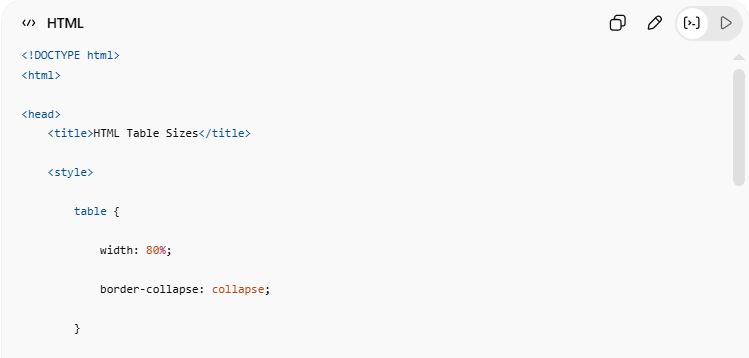 </> HTML
<!DOCTYPE html>
<html>
<head>
<title>HTML Table Sizes</title>
<style>
table {
width: 80%;
border-collapse: collapse;
}